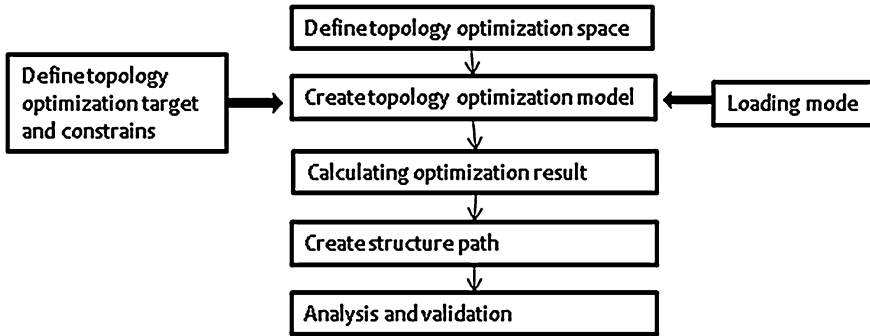 Define topology optimization space
Define topology
optimization target
and constrains
Create topology optimization model
Loading mode
Calculating optimization result
Create structure path
Analysis and validation